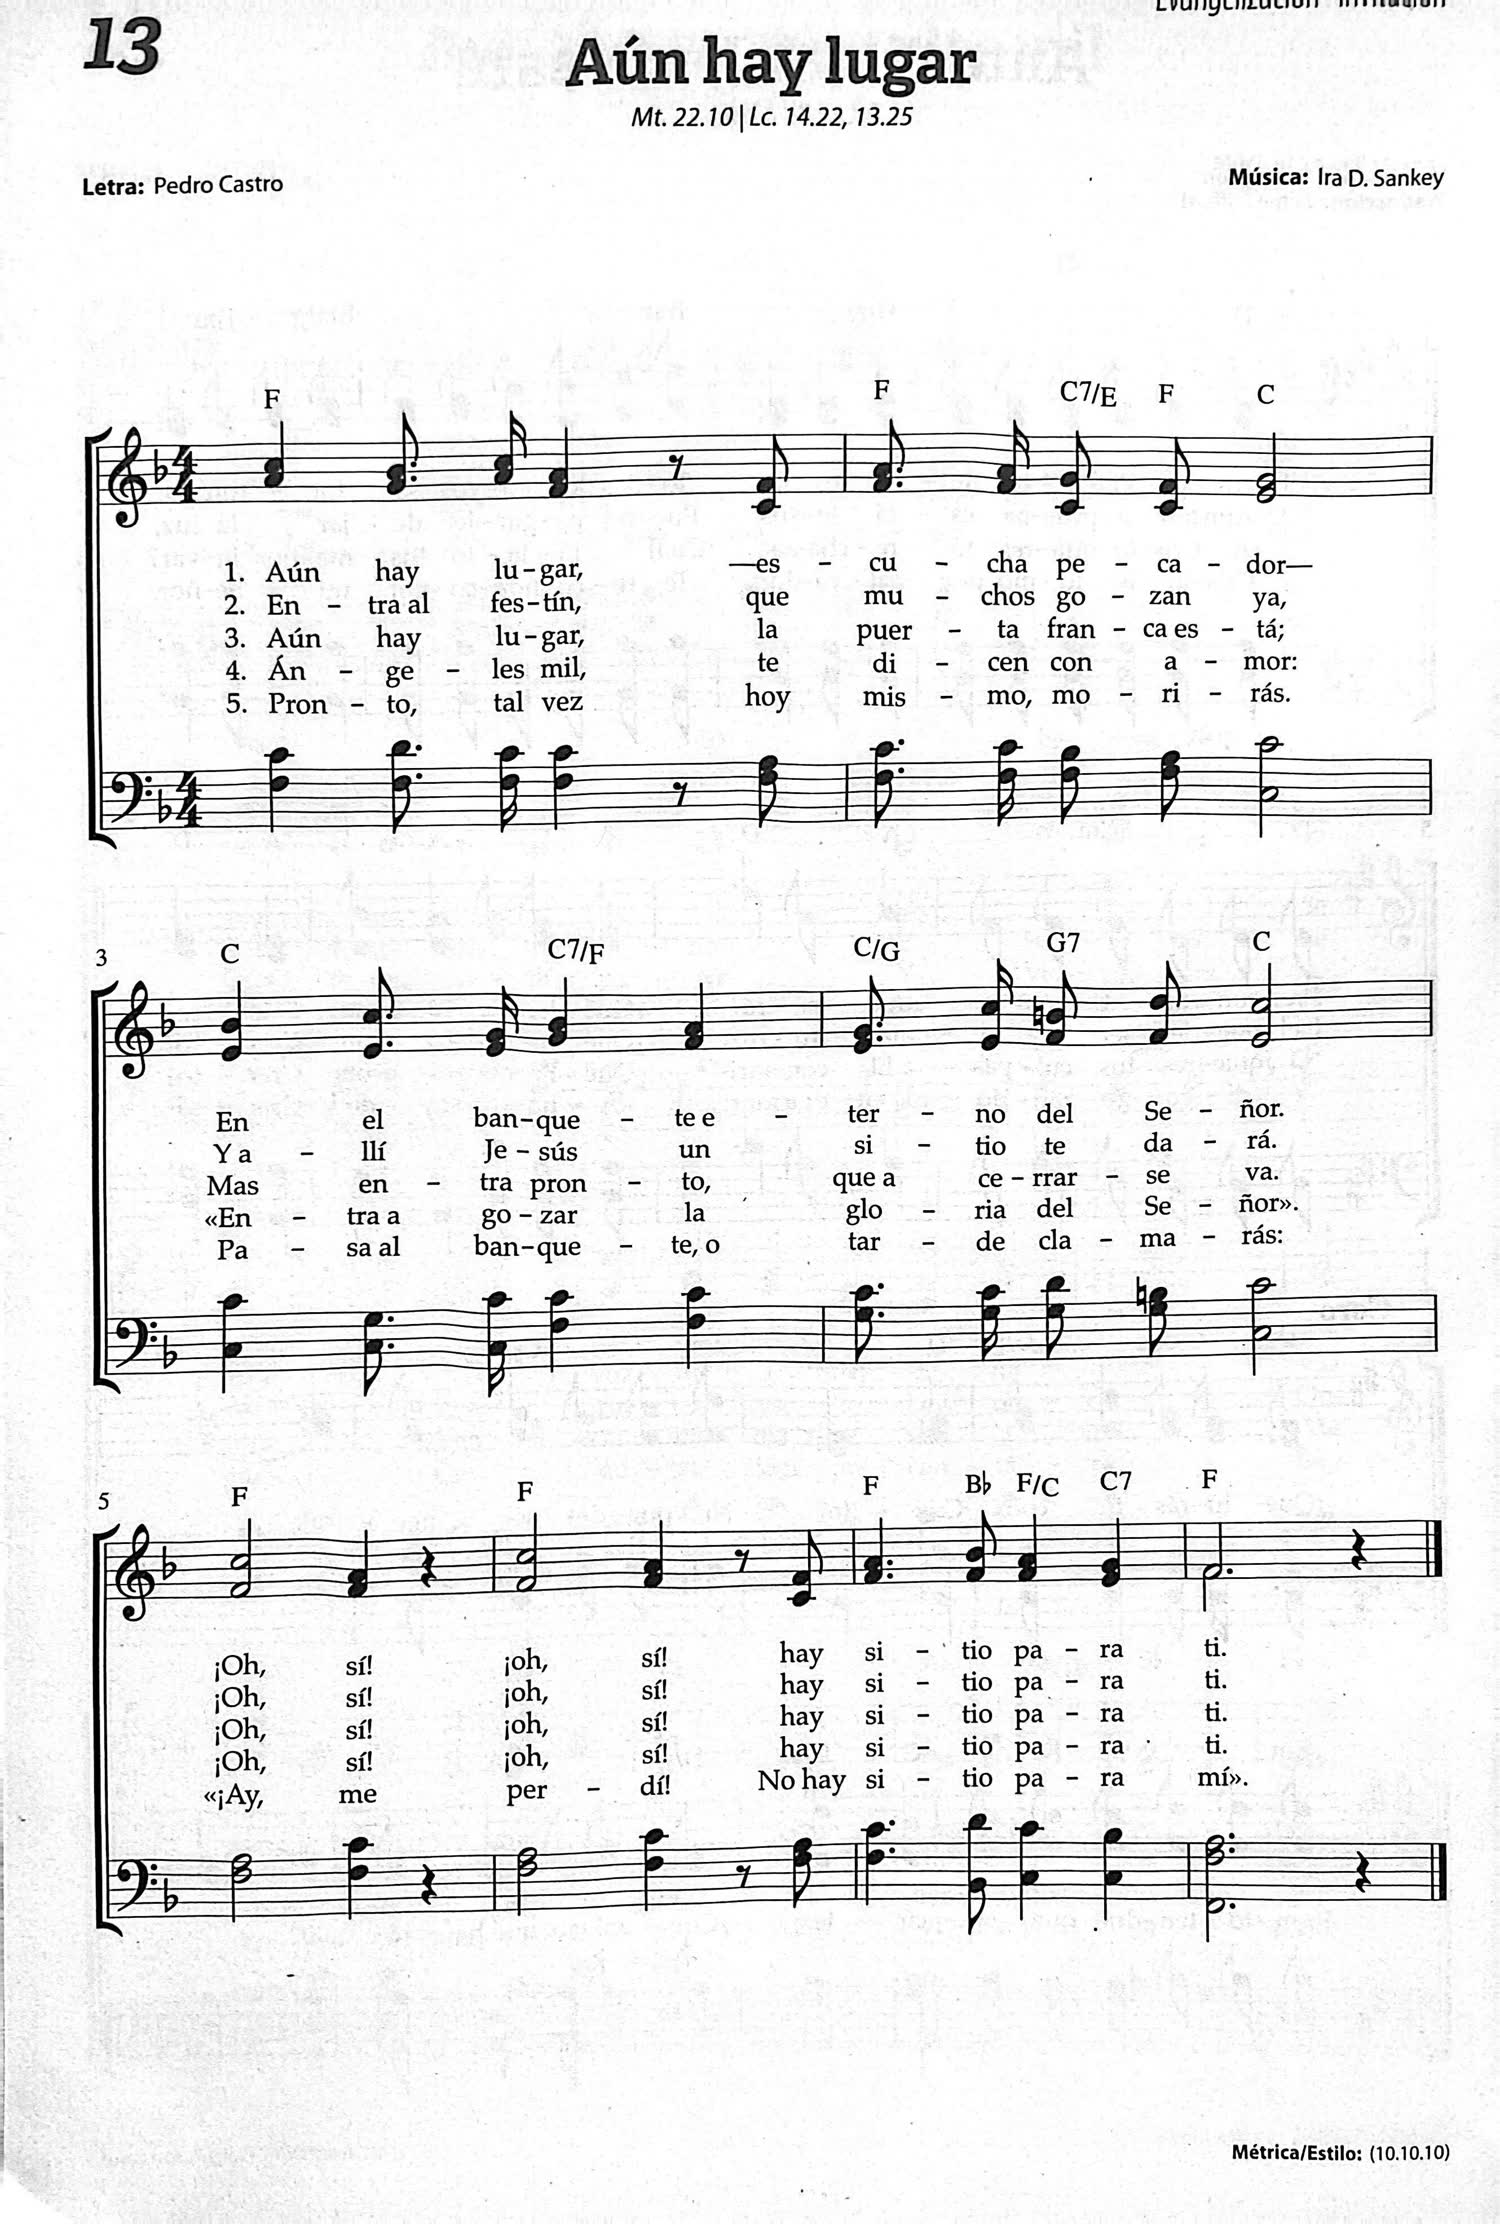 Evangelización - Invitación
13
Aún hay lugar
Mt. 22.10 | Lc. 14.22, 13.25
Letra: Pedro Castro
Música: Ira D. Sankey
F F C7/E F C
4/4
1. Aún hay lu-gar, —es - cu - cha pe - ca - dor—
2. En - tra al fes-tín, que mu - chos go - zan ya,
3. Aún hay lu-gar, la puer - ta fran - ca es - tá;
4. Án - ge - les mil, te di - cen con a - mor:
5. Pron - to, tal vez hoy mis - mo, mo - ri - rás.
4/4
3 C C7/F C/G G7 C
En el ban-que - te e - ter - no del Se - ñor.
Y a - llí Je - sús un si - tio te da - rá.
Mas en - tra pron - to, que a ce - rrar - se va.
«En - tra a go - zar la glo - ria del Se - ñor».
Pa - sa al ban-que - te, o tar - de cla - ma - rás:
5 F F F B♭ F/C C7 F
¡Oh, sí! ¡oh, sí! hay si - tio pa - ra ti.
¡Oh, sí! ¡oh, sí! hay si - tio pa - ra ti.
¡Oh, sí! ¡oh, sí! hay si - tio pa - ra ti.
¡Oh, sí! ¡oh, sí! hay si - tio pa - ra ti.
«¡Ay, me per - dí! No hay si - tio pa - ra mí».
Métrica/Estilo: (10.10.10)